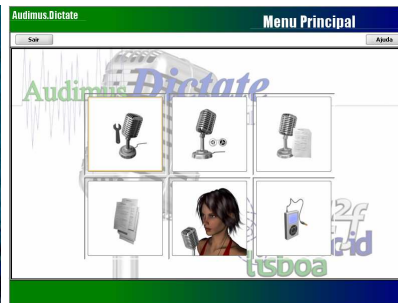 Audimus.Dictate
Menu Principal
Sair
Ajuda
Audimus Dictate
lisboa